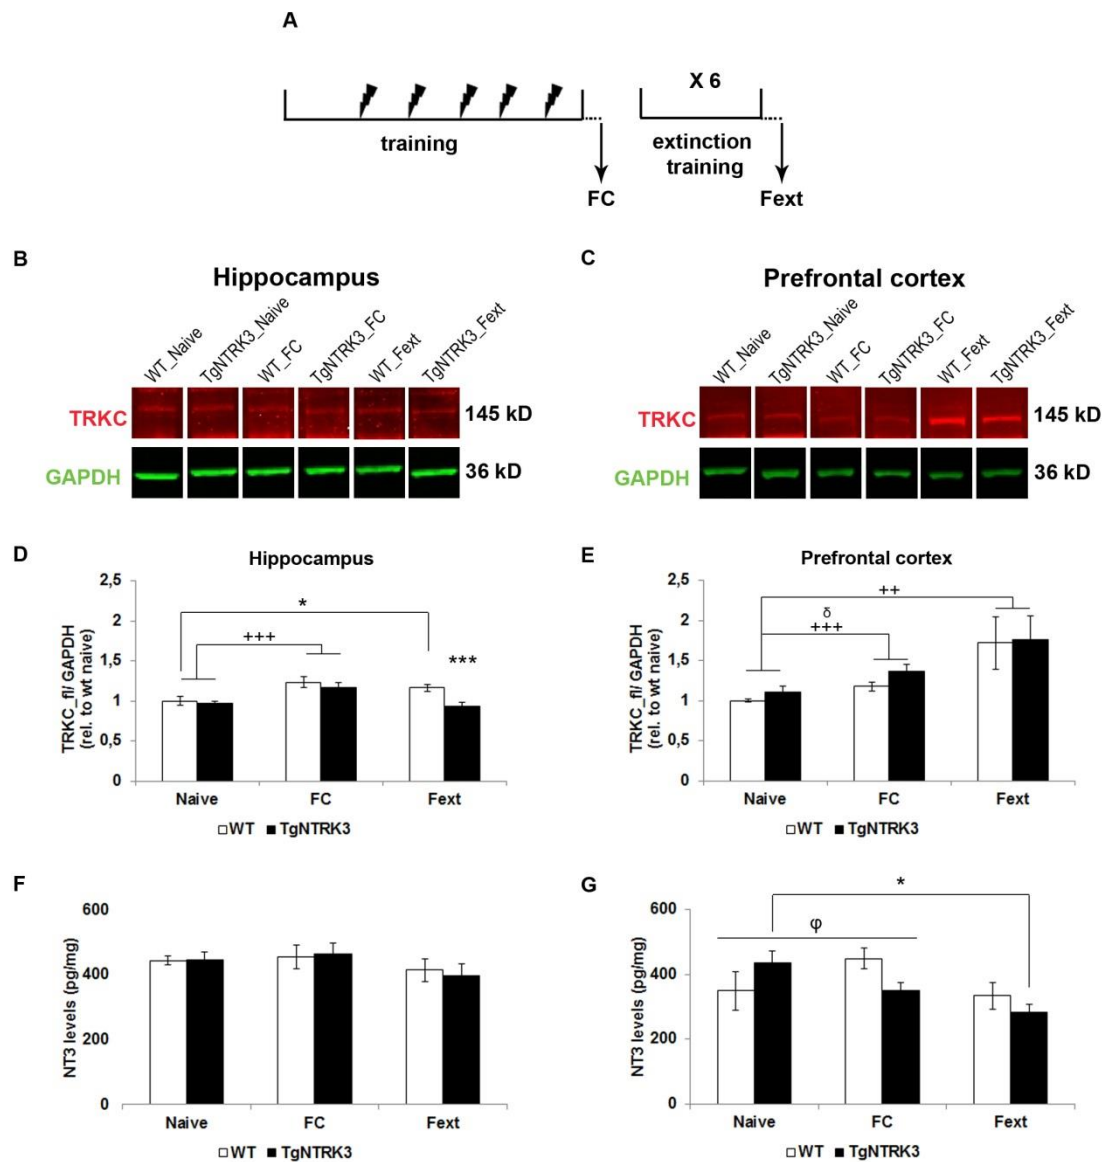 A
X 6
training
extinction
training
FC
Fext
B
Hippocampus
WT_Naive
TgNTRK3_Naive
WT_FC
TgNTRK3_FC
WT_Fext
TgNTRK3_Fext
TRKC
145 kD
GAPDH
36 kD
C
Prefrontal cortex
WT_Naive
TgNTRK3_Naive
WT_FC
TgNTRK3_FC
WT_Fext
TgNTRK3_Fext
TRKC
145 kD
GAPDH
36 kD
D
Hippocampus
TRKC_fl/ GAPDH
(rel. to wt naive)
2,5
2
1,5
1
0,5
0
*
+++
***
Naive FC Fext
WT TgNTRK3
E
Prefrontal cortex
TRKC_fl/ GAPDH
(rel. to wt naive)
2,5
2
1,5
1
0,5
0
++
δ
+++
Naive FC Fext
WT TgNTRK3
F
NT3 levels (pg/mg)
600
400
200
0
Naive FC Fext
WT TgNTRK3
G
NT3 levels (pg/mg)
600
400
200
0
*
φ
Naive FC Fext
WT TgNTRK3